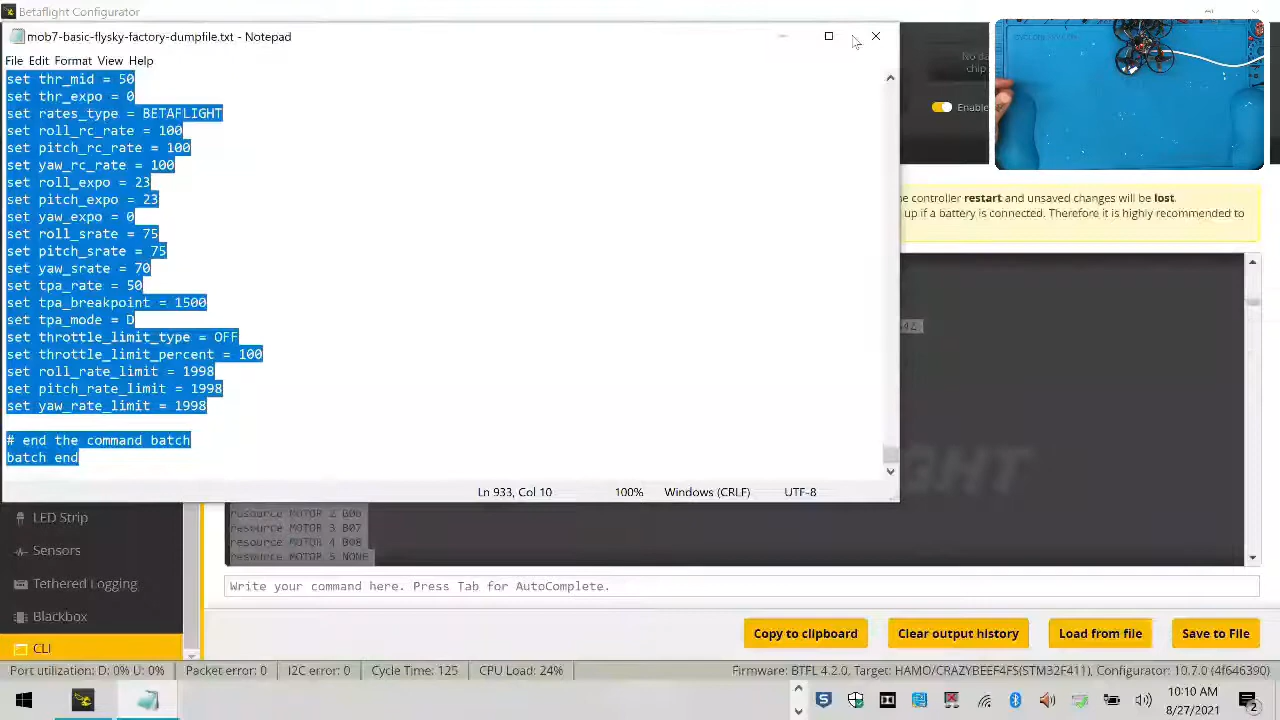 Betaflight Configurator
mob7-basic-flysky-factory-dumpfile.txt - Notepad
File Edit Format View Help
set thr_mid = 50
set thr_expo = 0
set rates_type = BETAFLIGHT
set roll_rc_rate = 100
set pitch_rc_rate = 100
set yaw_rc_rate = 100
set roll_expo = 23
set pitch_expo = 23
set yaw_expo = 0
set roll_srate = 75
set pitch_srate = 75
set yaw_srate = 70
set tpa_rate = 50
set tpa_breakpoint = 1500
set tpa_mode = D
set throttle_limit_type = OFF
set throttle_limit_percent = 100
set roll_rate_limit = 1998
set pitch_rate_limit = 1998
set yaw_rate_limit = 1998
# end the command batch
batch end
Ln 933, Col 10 100% Windows (CRLF) UTF-8
No da
chip
Enable
controller restart and unsaved changes will be lost.
up if a battery is connected. Therefore it is highly recommended to
resource MOTOR 2 B06
resource MOTOR 3 B07
resource MOTOR 4 B08
resource MOTOR 5 NONE
Write your command here. Press Tab for AutoComplete.
LED Strip
Sensors
Tethered Logging
Blackbox
CLI
Copy to clipboard Clear output history Load from file Save to File
Port utilization: D: 0% U: 0% Packet error: 0 I2C error: 0 Cycle Time: 125 CPU Load: 24% Firmware: BTFL 4.2.0, Target: HAMO/CRAZYBEEF4FS(STM32F411), Configurator: 10.7.0 (4f646390)
10:10 AM
8/27/2021
2